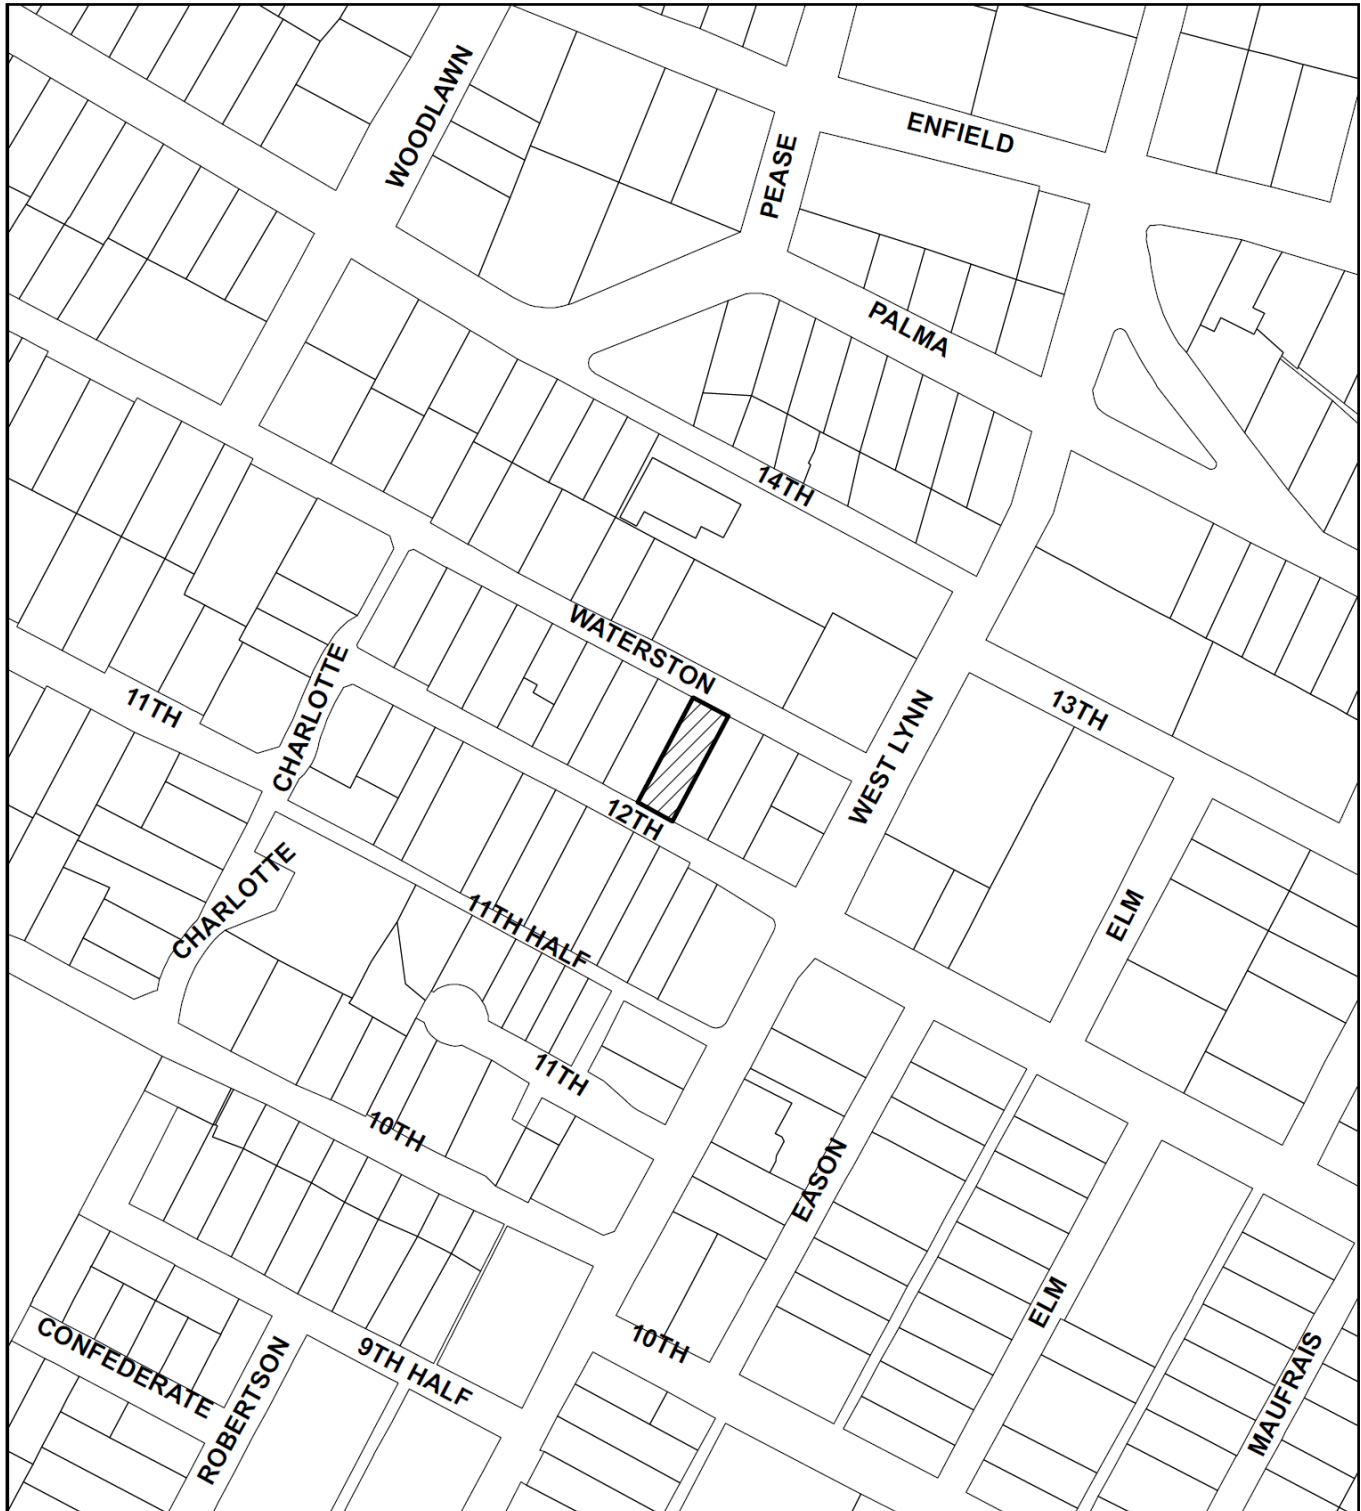 WOODLAWN
ENFIELD
PEASE
PALMA
14TH
WATERSTON
CHARLOTTE
11TH
13TH
WEST LYNN
12TH
CHARLOTTE
11TH HALF
ELM
11TH
10TH
EASON
ELM
10TH
9TH HALF
CONFEDERATE
ROBERTSON
MAUFRAIS